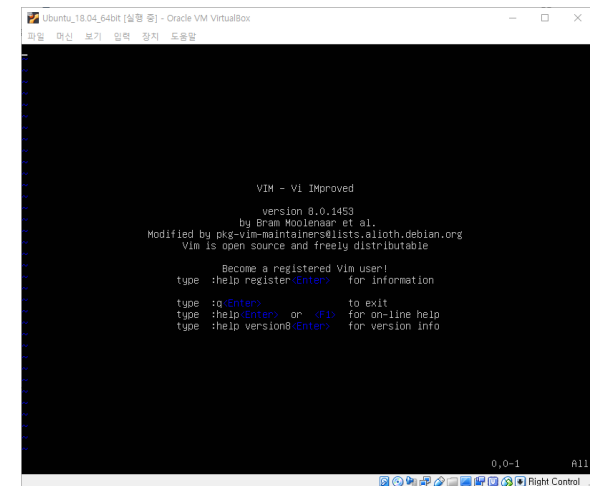 Ubuntu_18.04_64bit [실행 중] - Oracle VM VirtualBox
파일 머신 보기 입력 장치 도움말
VIM - Vi IMproved
version 8.0.1453
by Bram Moolenaar et al.
Modified by pkg-vim-maintainers@lists.alioth.debian.org
Vim is open source and freely distributable
Become a registered Vim user!
type :help register<Enter> for information
type :q<Enter> to exit
type :help<Enter> or <F1> for on-line help
type :help version8<Enter> for version info
0,0-1 All
Right Control